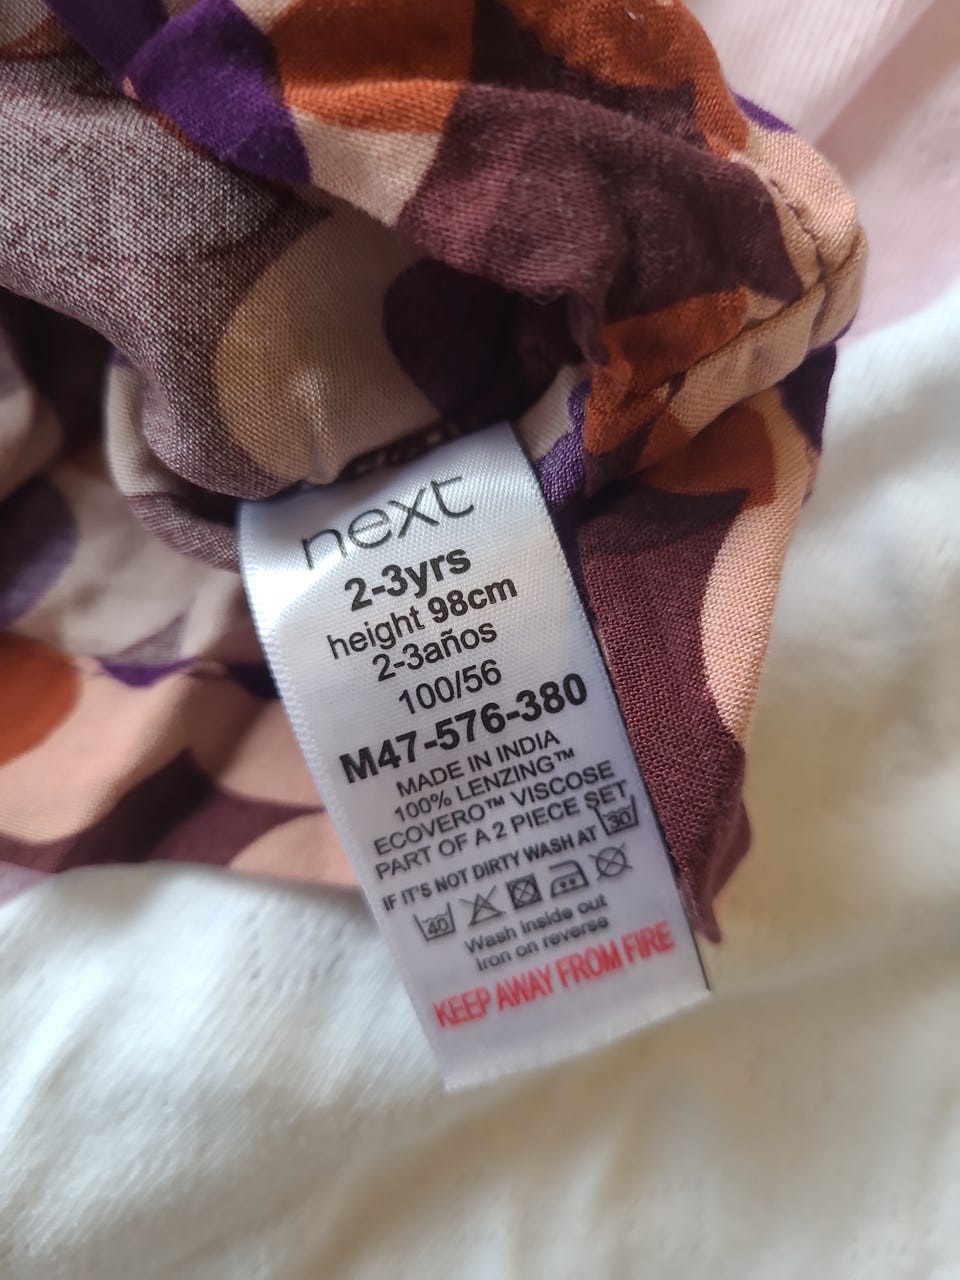 next
2-3yrs
height 98cm
2-3años
100/56
M47-576-380
MADE IN INDIA
100% LENZING™
ECOVERO™ VISCOSE
PART OF A 2 PIECE SET
IF IT'S NOT DIRTY WASH AT 30
40
Wash inside out
Iron on reverse
KEEP AWAY FROM FIRE